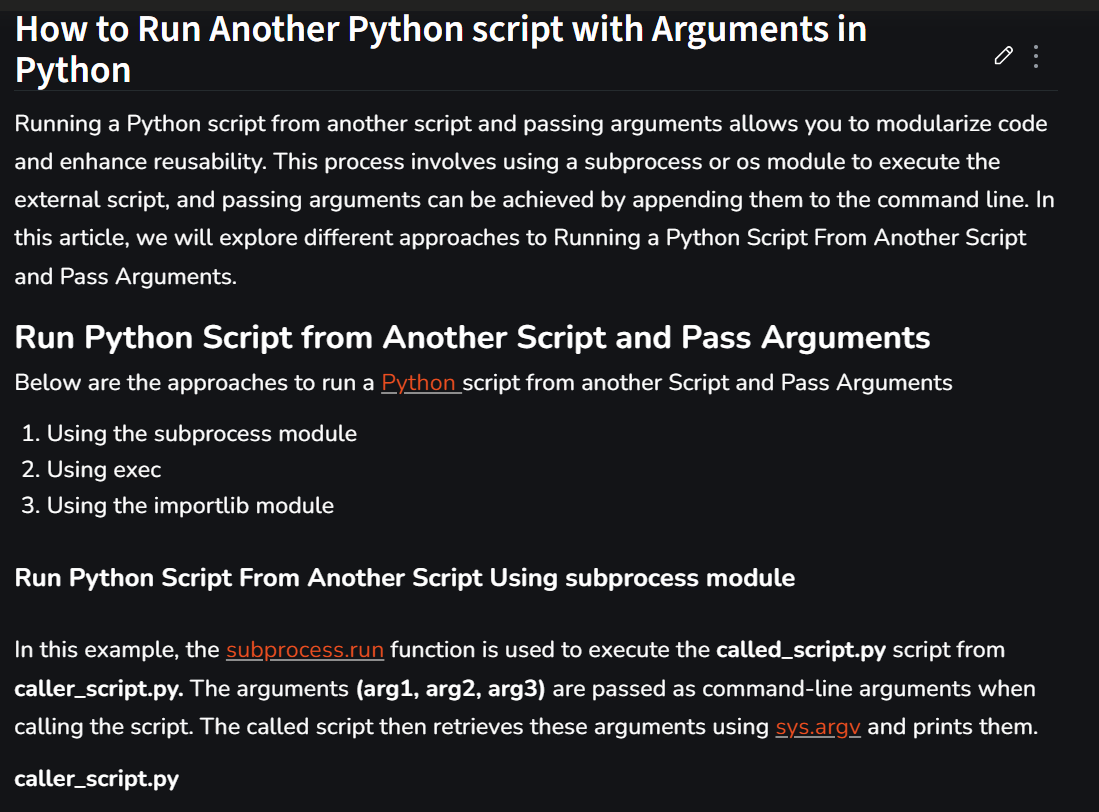 How to Run Another Python script with Arguments in
Python
Running a Python script from another script and passing arguments allows you to modularize code
and enhance reusability. This process involves using a subprocess or os module to execute the
external script, and passing arguments can be achieved by appending them to the command line. In
this article, we will explore different approaches to Running a Python Script From Another Script
and Pass Arguments.
Run Python Script from Another Script and Pass Arguments
Below are the approaches to run a Python script from another Script and Pass Arguments
1. Using the subprocess module
2. Using exec
3. Using the importlib module
Run Python Script From Another Script Using subprocess module
In this example, the subprocess.run function is used to execute the called_script.py script from
caller_script.py. The arguments (arg1, arg2, arg3) are passed as command-line arguments when
calling the script. The called script then retrieves these arguments using sys.argv and prints them.
caller_script.py